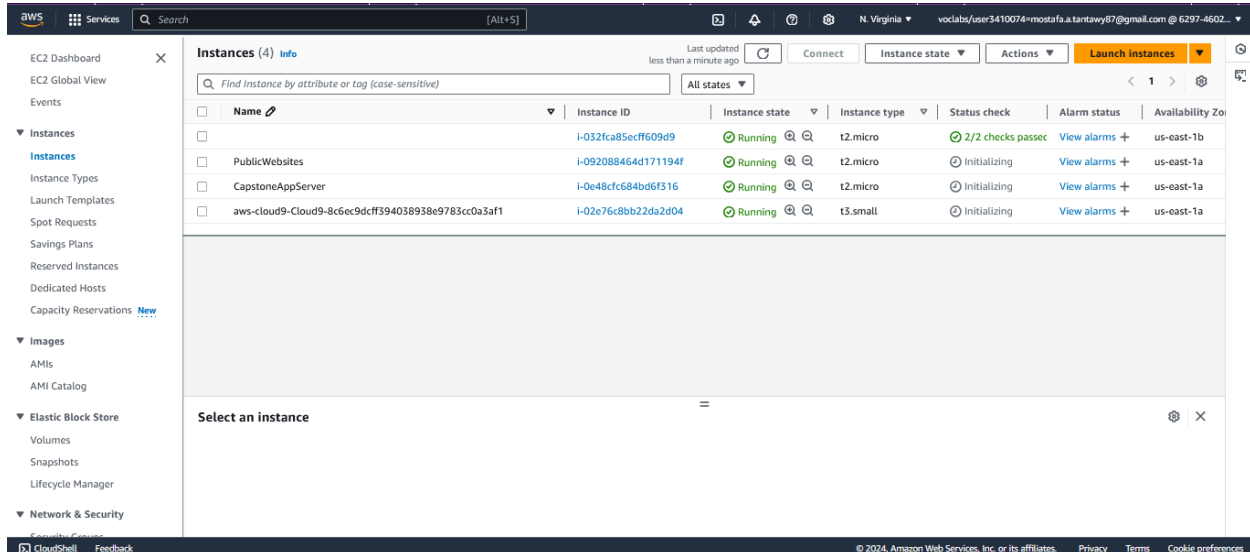 aws Services Search [Alt+S] N. Virginia ▼ voclabs/user3410074=mostafa.a.tantawy87@gmail.com @ 6297-4602... ▼
EC2 Dashboard
EC2 Global View
Events
Instances
Instances
Instance Types
Launch Templates
Spot Requests
Savings Plans
Reserved Instances
Dedicated Hosts
Capacity Reservations New
Images
AMIs
AMI Catalog
Elastic Block Store
Volumes
Snapshots
Lifecycle Manager
Network & Security
Instances (4) Info
Last updated
less than a minute ago
Connect Instance state ▼ Actions ▼ Launch instances ▼
Find Instance by attribute or tag (case-sensitive) All states ▼ < 1 >
Name Instance ID Instance state Instance type Status check Alarm status Availability Zo
i-032fca85ecff609d9 Running t2.micro 2/2 checks passec View alarms + us-east-1b
PublicWebsites i-092088464d171194f Running t2.micro Initializing View alarms + us-east-1a
CapstoneAppServer i-0e48cfc684bd6f316 Running t2.micro Initializing View alarms + us-east-1a
aws-cloud9-Cloud9-8c6ec9dcff394038938e9783cc0a3af1 i-02e76c8bb22da2d04 Running t3.small Initializing View alarms + us-east-1a
Select an instance
CloudShell Feedback © 2024, Amazon Web Services, Inc. or its affiliates. Privacy Terms Cookie preferences